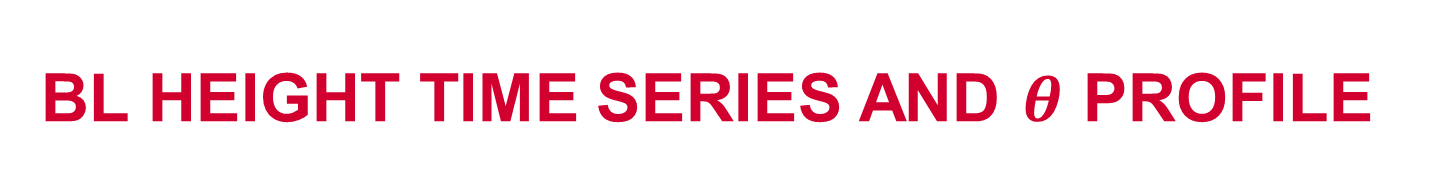 BL HEIGHT TIME SERIES AND θ PROFILE